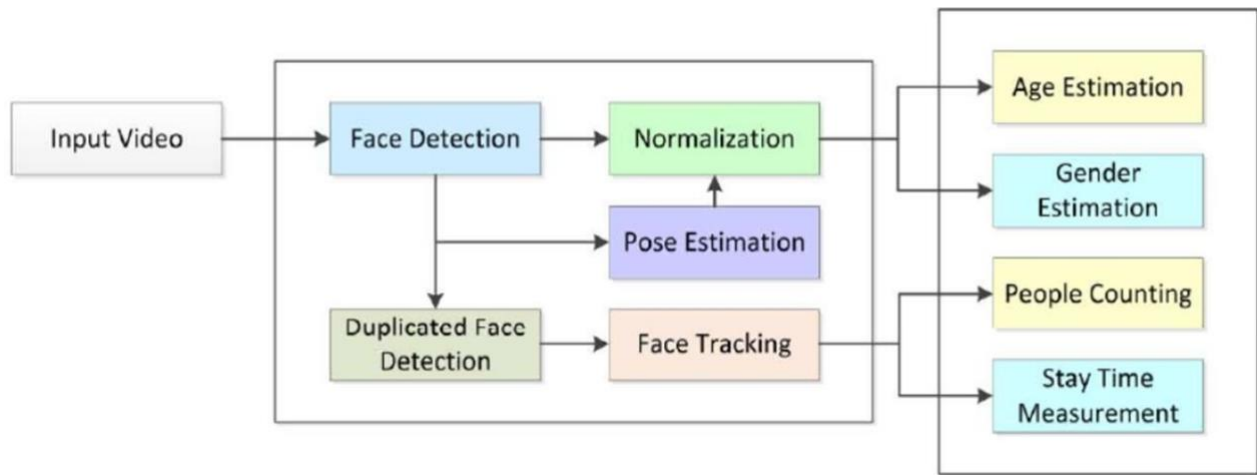 Input Video
Face Detection
Normalization
Pose Estimation
Duplicated Face
Detection
Face Tracking
Age Estimation
Gender
Estimation
People Counting
Stay Time
Measurement